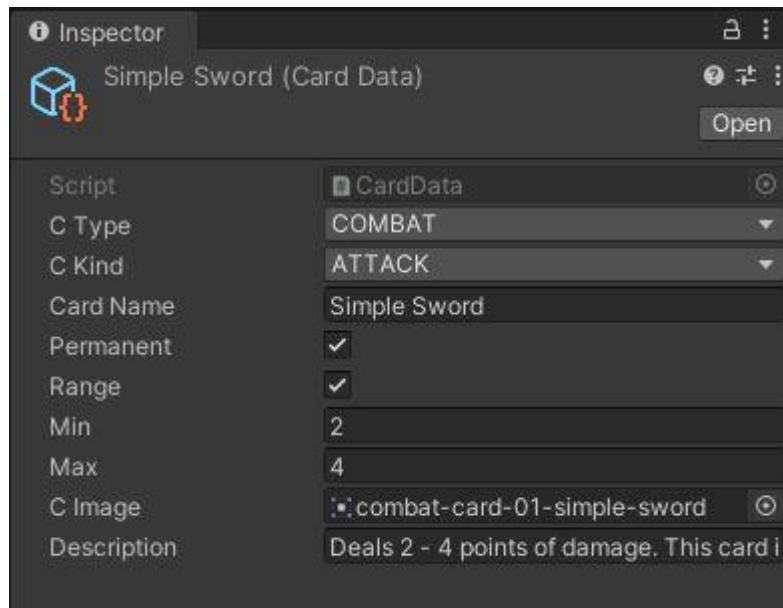 Inspector
Simple Sword (Card Data)
Open
Script CardData
C Type COMBAT
C Kind ATTACK
Card Name Simple Sword
Permanent
Range
Min 2
Max 4
C Image combat-card-01-simple-sword
Description Deals 2 - 4 points of damage. This card i